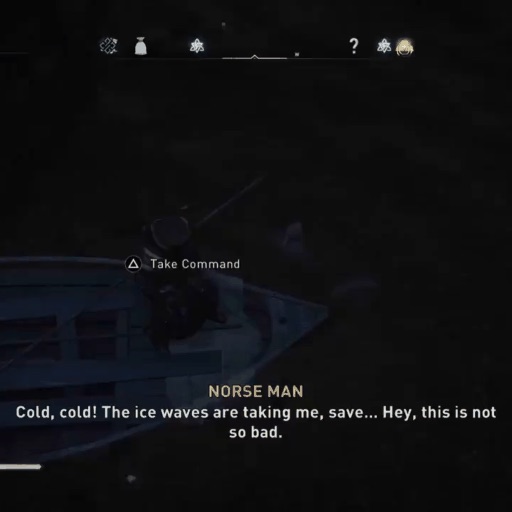 ?
Take Command
NORSE MAN
Cold, cold! The ice waves are taking me, save... Hey, this is not
so bad.